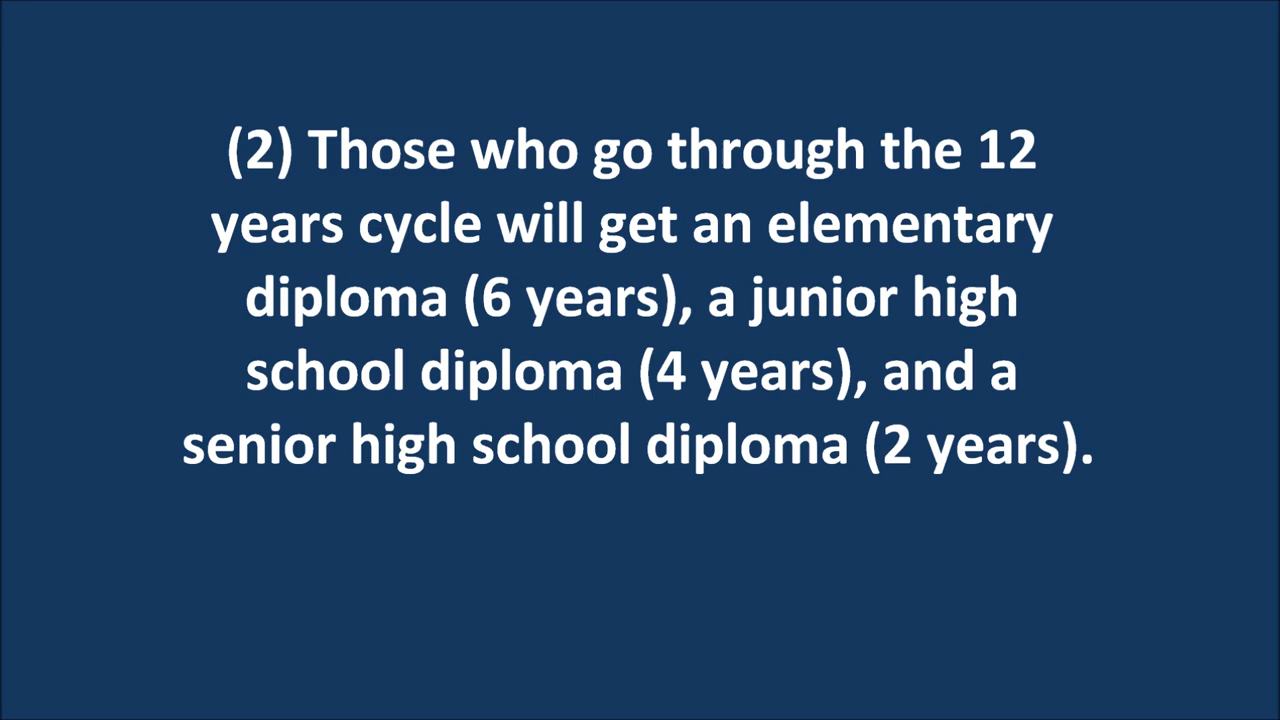 (2) Those who go through the 12
years cycle will get an elementary
diploma (6 years), a junior high
school diploma (4 years), and a
senior high school diploma (2 years).